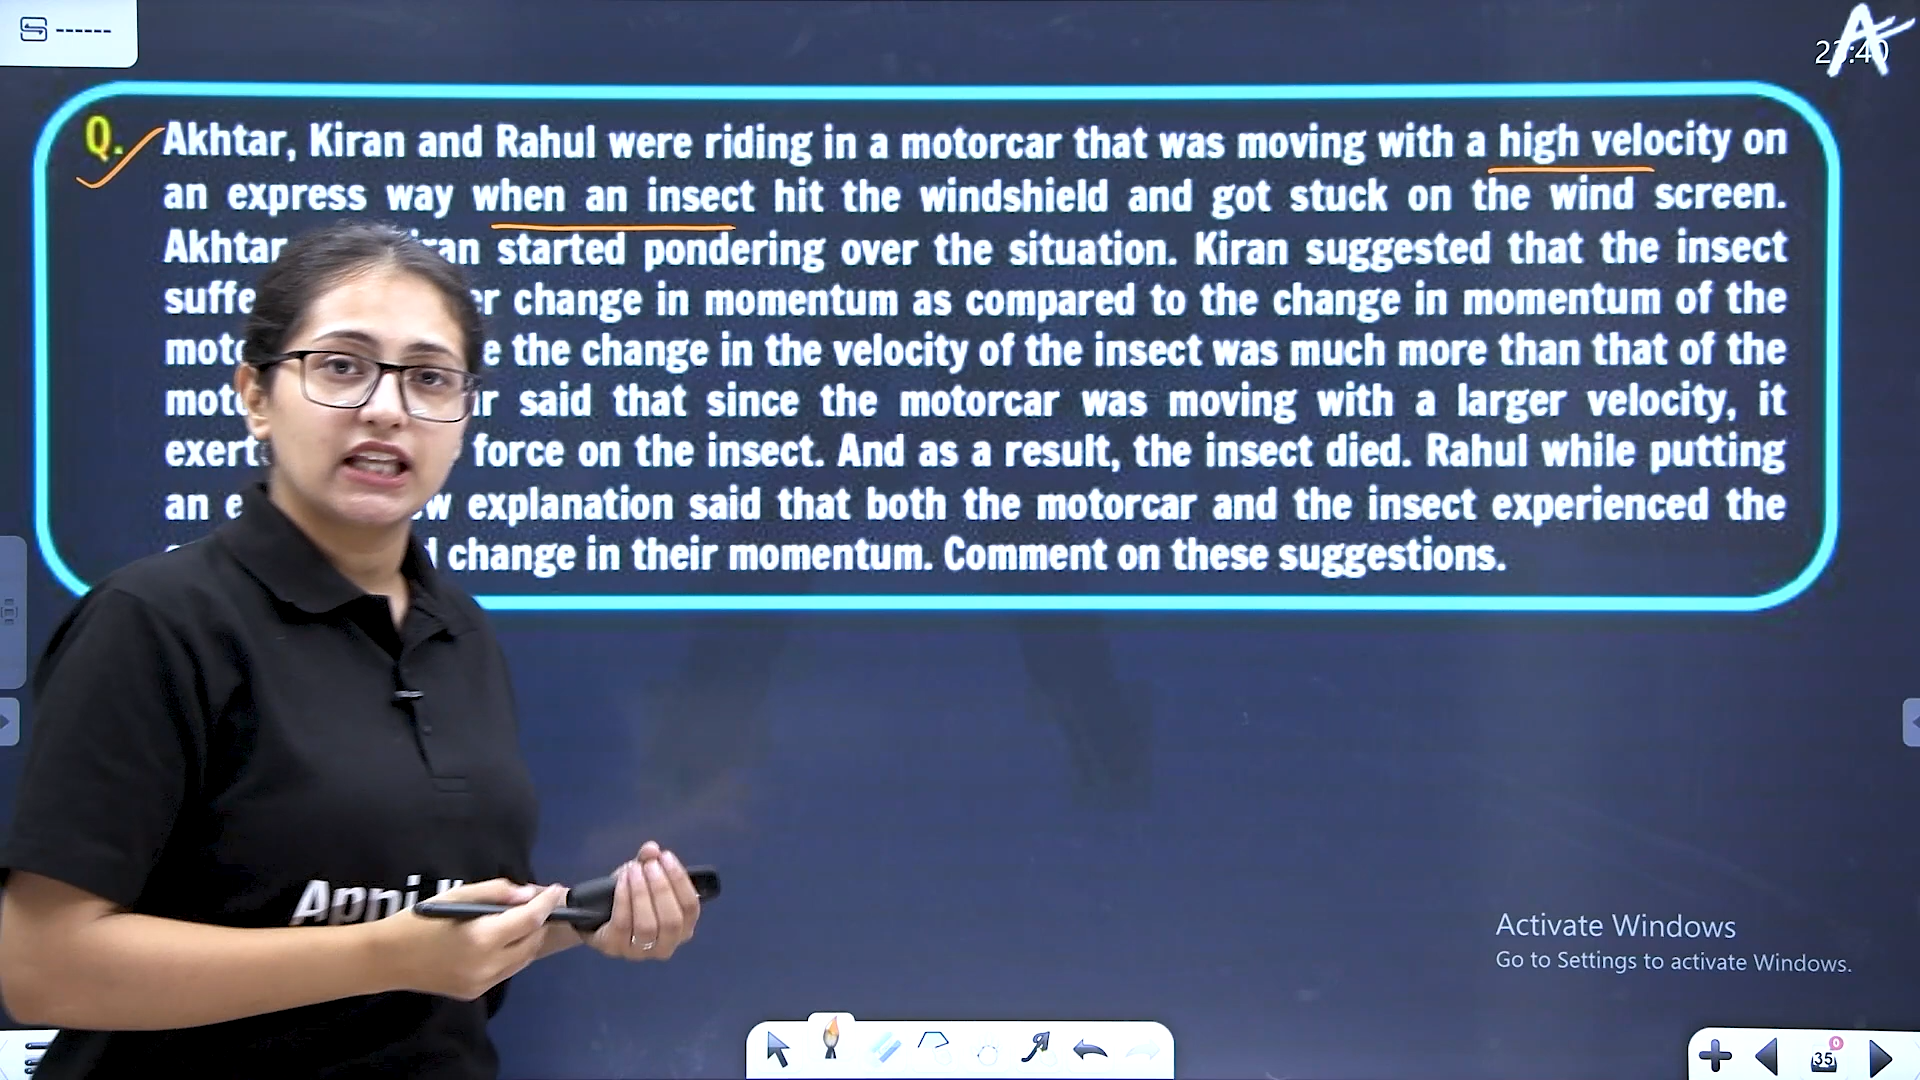 ------
23:40
Q. Akhtar, Kiran and Rahul were riding in a motorcar that was moving with a high velocity on
an express way when an insect hit the windshield and got stuck on the wind screen.
Akhtar started pondering over the situation. Kiran suggested that the insect
change in momentum as compared to the change in momentum of the
the change in the velocity of the insect was much more than that of the
said that since the motorcar was moving with a larger velocity, it
force on the insect. And as a result, the insect died. Rahul while putting
an explanation said that both the motorcar and the insect experienced the
change in their momentum. Comment on these suggestions.
Activate Windows
Go to Settings to activate Windows.
35
0